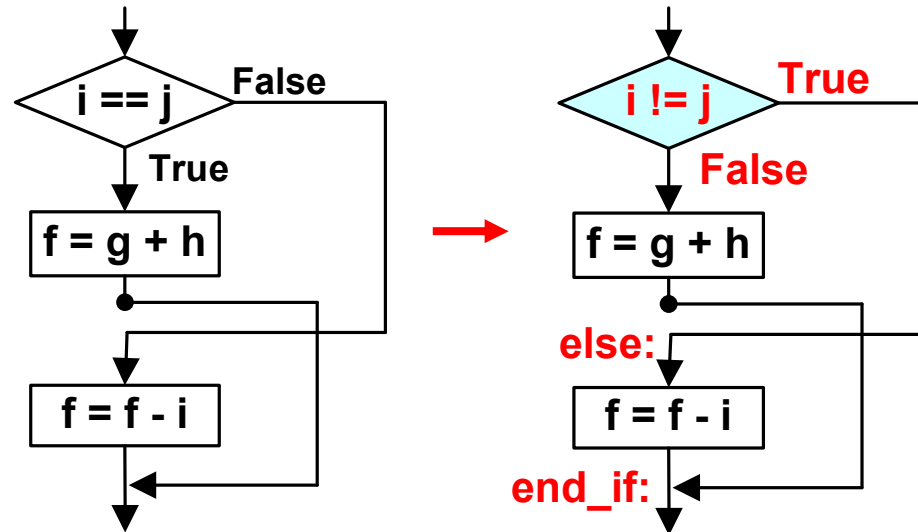 i == j
False
True
f = g + h
f = f - i
i != j
True
False
f = g + h
else:
f = f - i
end_if: